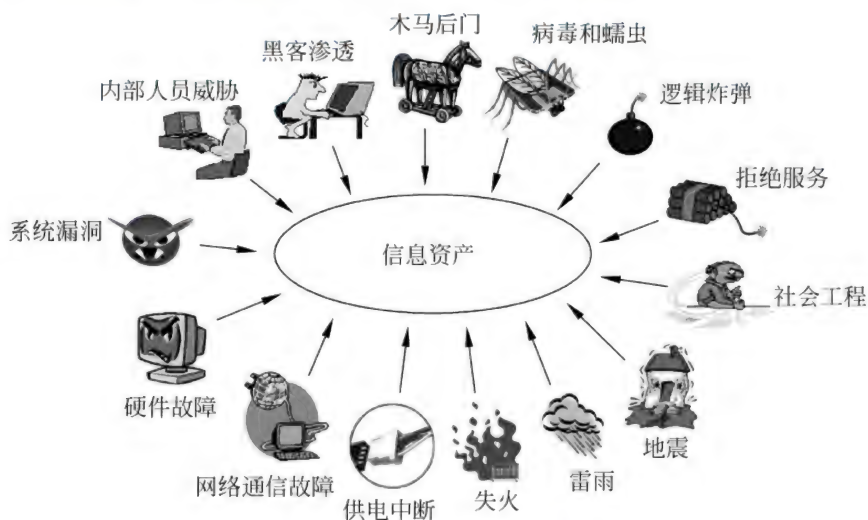 木马后门
病毒和蠕虫
黑客渗透
内部人员威胁
逻辑炸弹
拒绝服务
系统漏洞
信息资产
社会工程
硬件故障
地震
网络通信故障
供电中断
失火
雷雨